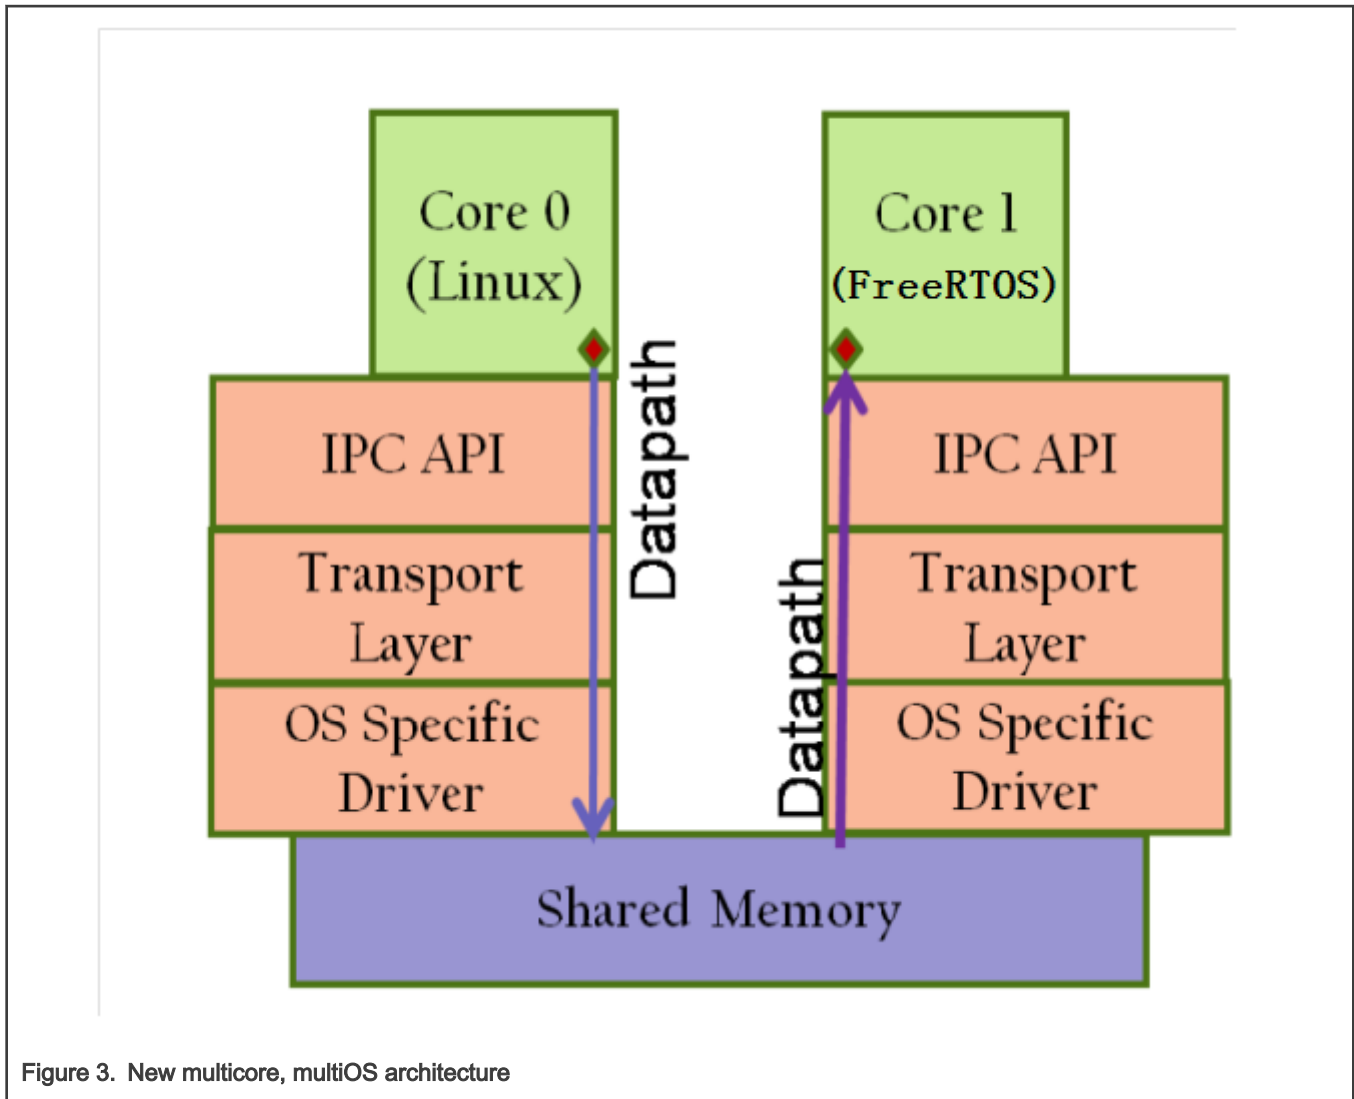 Core 0
(Linux)
Core 1
(FreeRTOS)
Datapath
IPC API
IPC API
Transport
Layer
Datapath
Transport
Layer
OS Specific
Driver
OS Specific
Driver
Shared Memory
Figure 3. New multicore, multiOS architecture